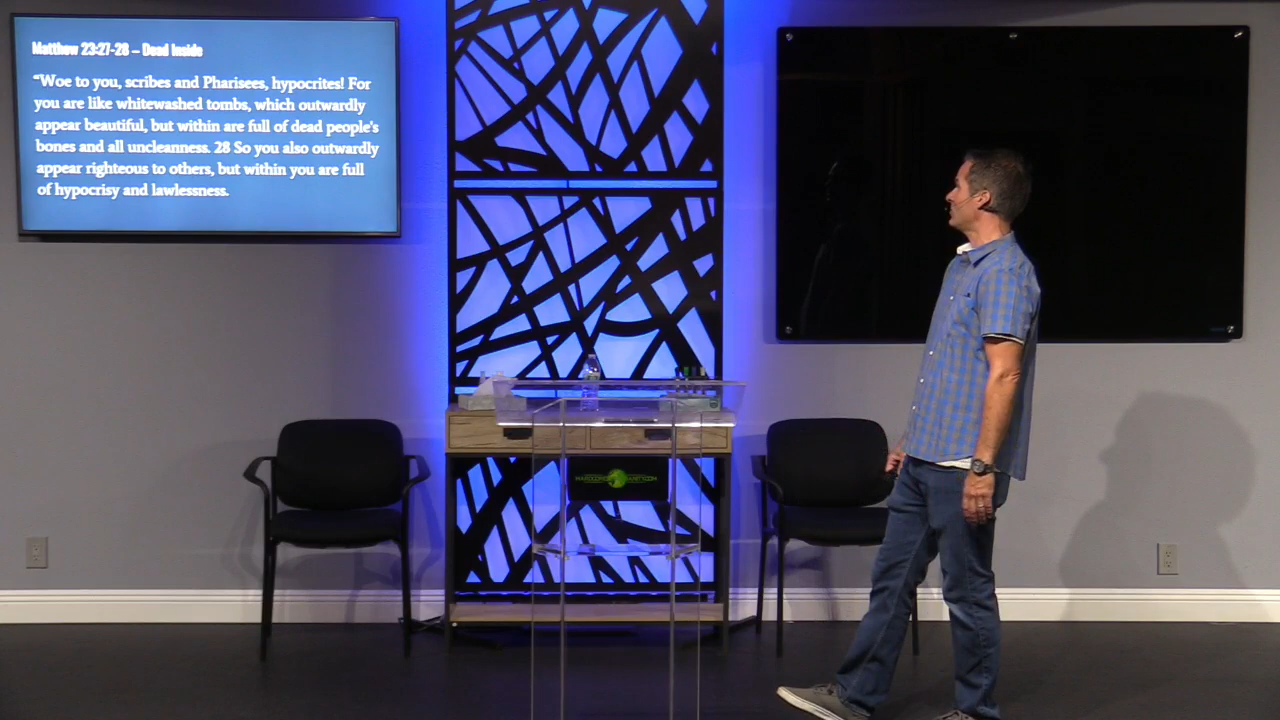 Matthew 23:27-28 – Dead Inside
“Woe to you, scribes and Pharisees, hypocrites! For
you are like whitewashed tombs, which outwardly
appear beautiful, but within are full of dead people's
bones and all uncleanness. 28 So you also outwardly
appear righteous to others, but within you are full
of hypocrisy and lawlessness.